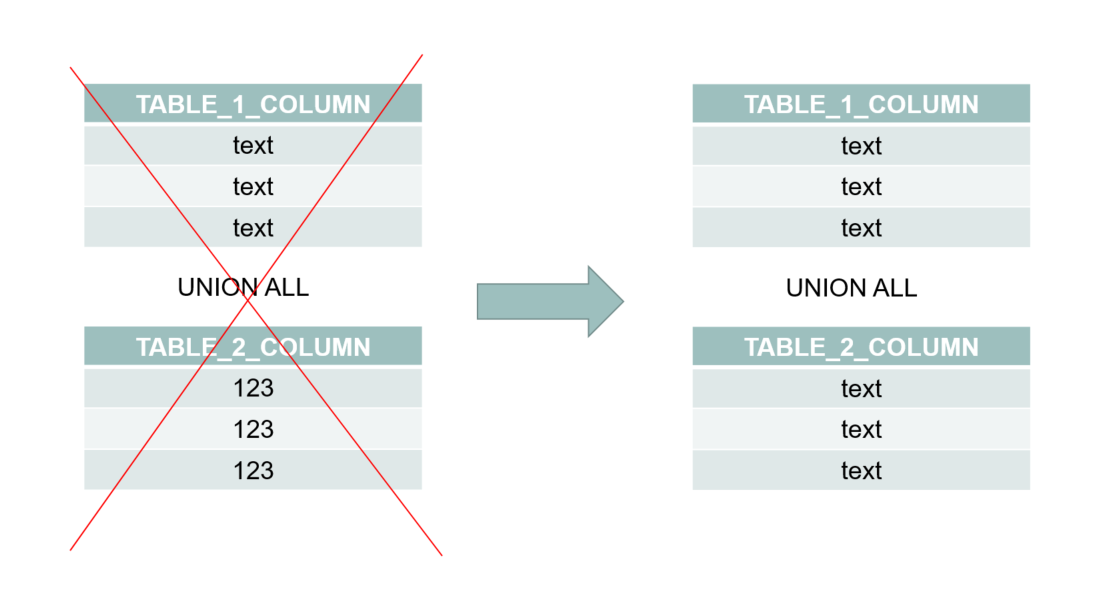 TABLE_1_COLUMN
text
text
text
UNION ALL
TABLE_2_COLUMN
123
123
123
TABLE_1_COLUMN
text
text
text
UNION ALL
TABLE_2_COLUMN
text
text
text